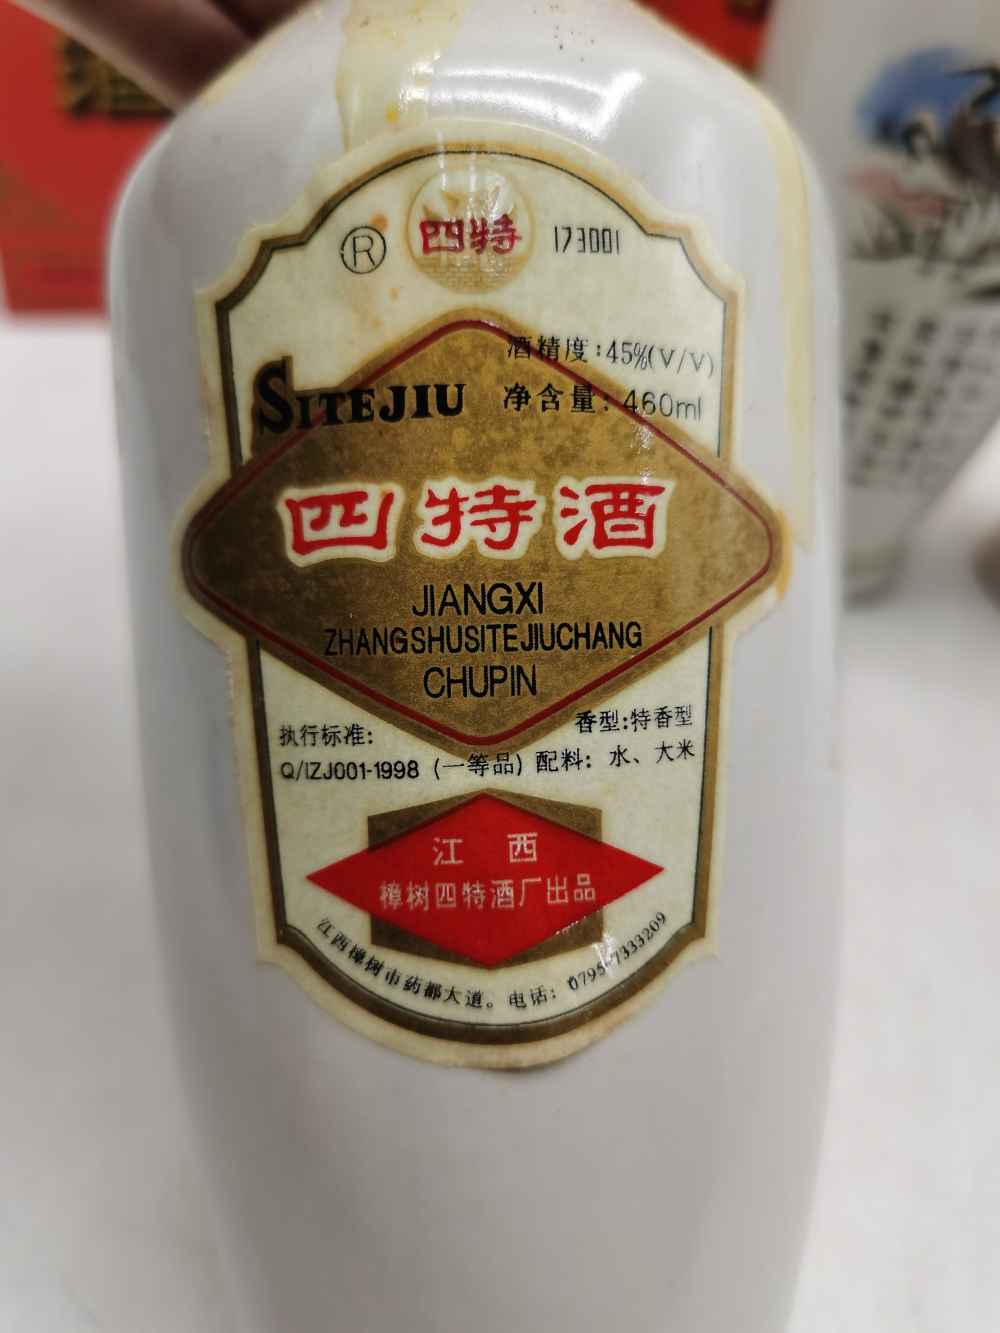 ® 四特 173001
酒精度:45%(V/V)
SITEJIU 净含量: 460ml
四特酒
JIANGXI
ZHANGSHUSITEJIUCHANG
CHUPIN
执行标准: 香型:特香型
Q/IZJ001-1998 (一等品) 配料: 水、大米
江西
樟树四特酒厂出品
江西樟树市药都大道。电话: 0795-7333209